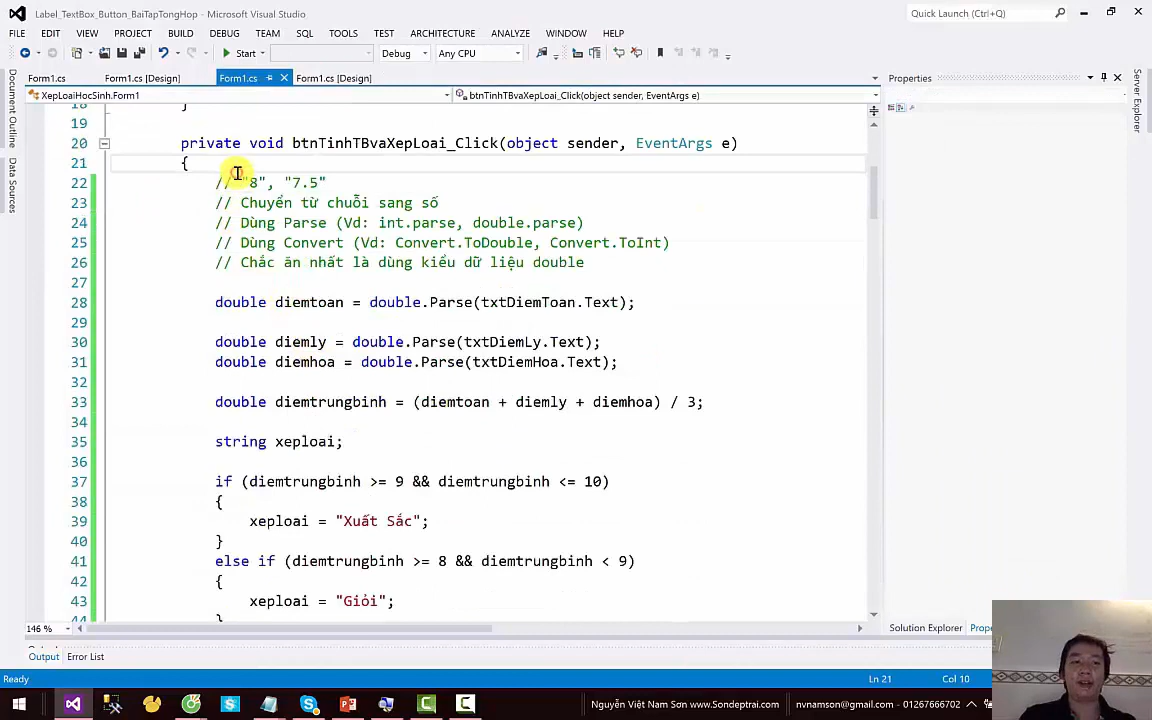 Label_TextBox_Button_BaiTapTongHop - Microsoft Visual Studio
Quick Launch (Ctrl+Q)
FILE EDIT VIEW PROJECT BUILD DEBUG TEAM SQL TOOLS TEST ARCHITECTURE ANALYZE WINDOW HELP
Start Debug Any CPU
Form1.cs Form1.cs [Design] Form1.cs Form1.cs [Design]
Properties
XepLoaiHocSinh.Form1 btnTinhTBvaXepLoai_Click(object sender, EventArgs e)
Document Outline
Data Sources
Server Explorer
18 }
19
20 private void btnTinhTBvaXepLoai_Click(object sender, EventArgs e)
21 {
22 // "8", "7.5"
23 // Chuyển từ chuỗi sang số
24 // Dùng Parse (Vd: int.parse, double.parse)
25 // Dùng Convert (Vd: Convert.ToDouble, Convert.ToInt)
26 // Chắc ăn nhất là dùng kiểu dữ liệu double
27
28 double diemtoan = double.Parse(txtDiemToan.Text);
29
30 double diemly = double.Parse(txtDiemLy.Text);
31 double diemhoa = double.Parse(txtDiemHoa.Text);
32
33 double diemtrungbinh = (diemtoan + diemly + diemhoa) / 3;
34
35 string xeploai;
36
37 if (diemtrungbinh >= 9 && diemtrungbinh <= 10)
38 {
39 xeploai = "Xuất Sắc";
40 }
41 else if (diemtrungbinh >= 8 && diemtrungbinh < 9)
42 {
43 xeploai = "Giỏi";
44 }
146 %
Solution Explorer
Output Error List
Ready Ln 21 Col 10
Nguyễn Việt Nam Sơn www.Sondeptrai.com nvnamson@gmail.com - 01267666702